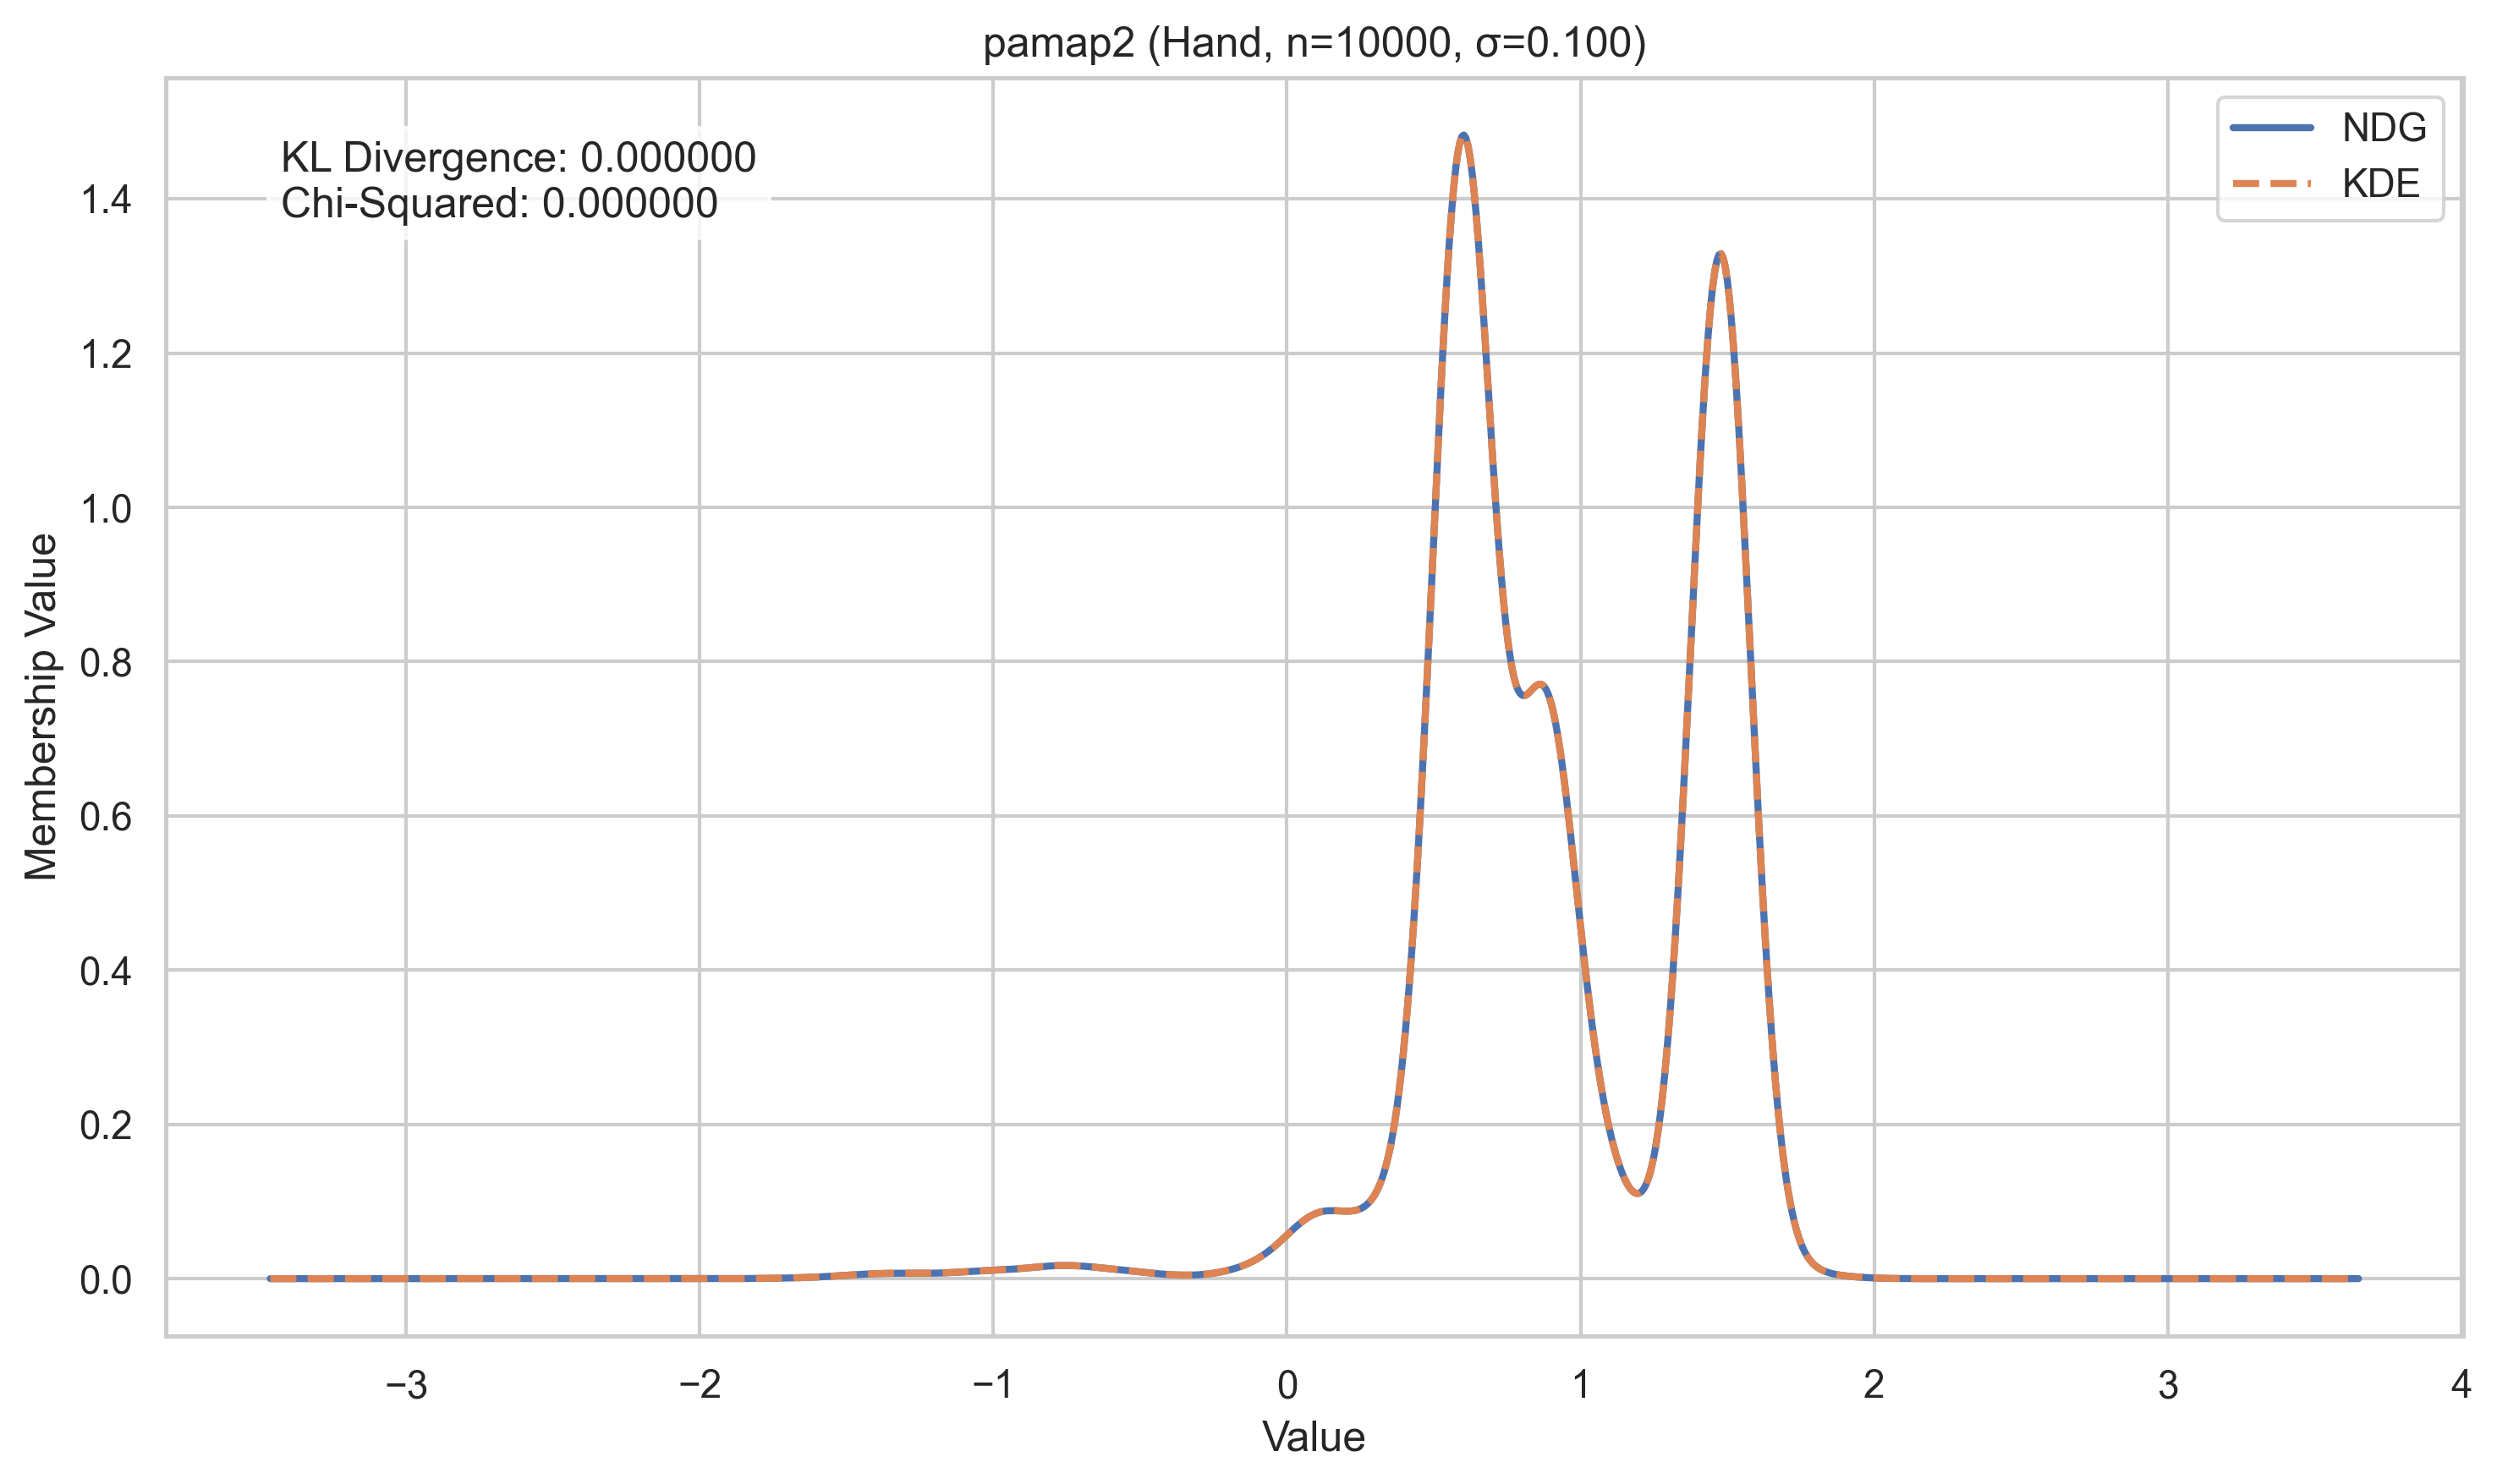 pamap2 (Hand, n=10000, σ=0.100)
KL Divergence: 0.000000
Chi-Squared: 0.000000
NDG
KDE
Membership Value
1.4
1.2
1.0
0.8
0.6
0.4
0.2
0.0
−3
−2
−1
0
1
2
3
4
Value